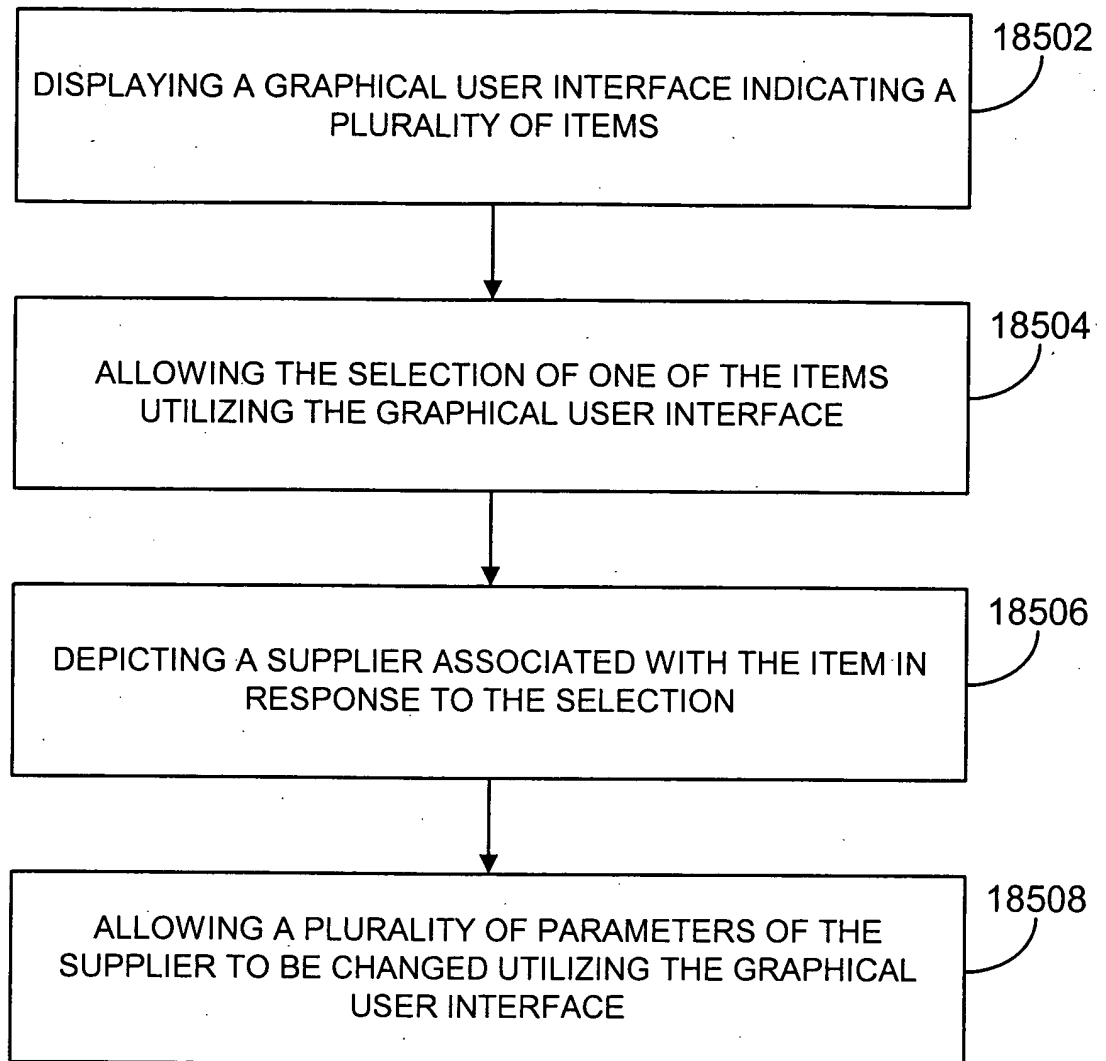 18502
DISPLAYING A GRAPHICAL USER INTERFACE INDICATING A
PLURALITY OF ITEMS
18504
ALLOWING THE SELECTION OF ONE OF THE ITEMS
UTILIZING THE GRAPHICAL USER INTERFACE
18506
DEPICTING A SUPPLIER ASSOCIATED WITH THE ITEM IN
RESPONSE TO THE SELECTION
18508
ALLOWING A PLURALITY OF PARAMETERS OF THE
SUPPLIER TO BE CHANGED UTILIZING THE GRAPHICAL
USER INTERFACE